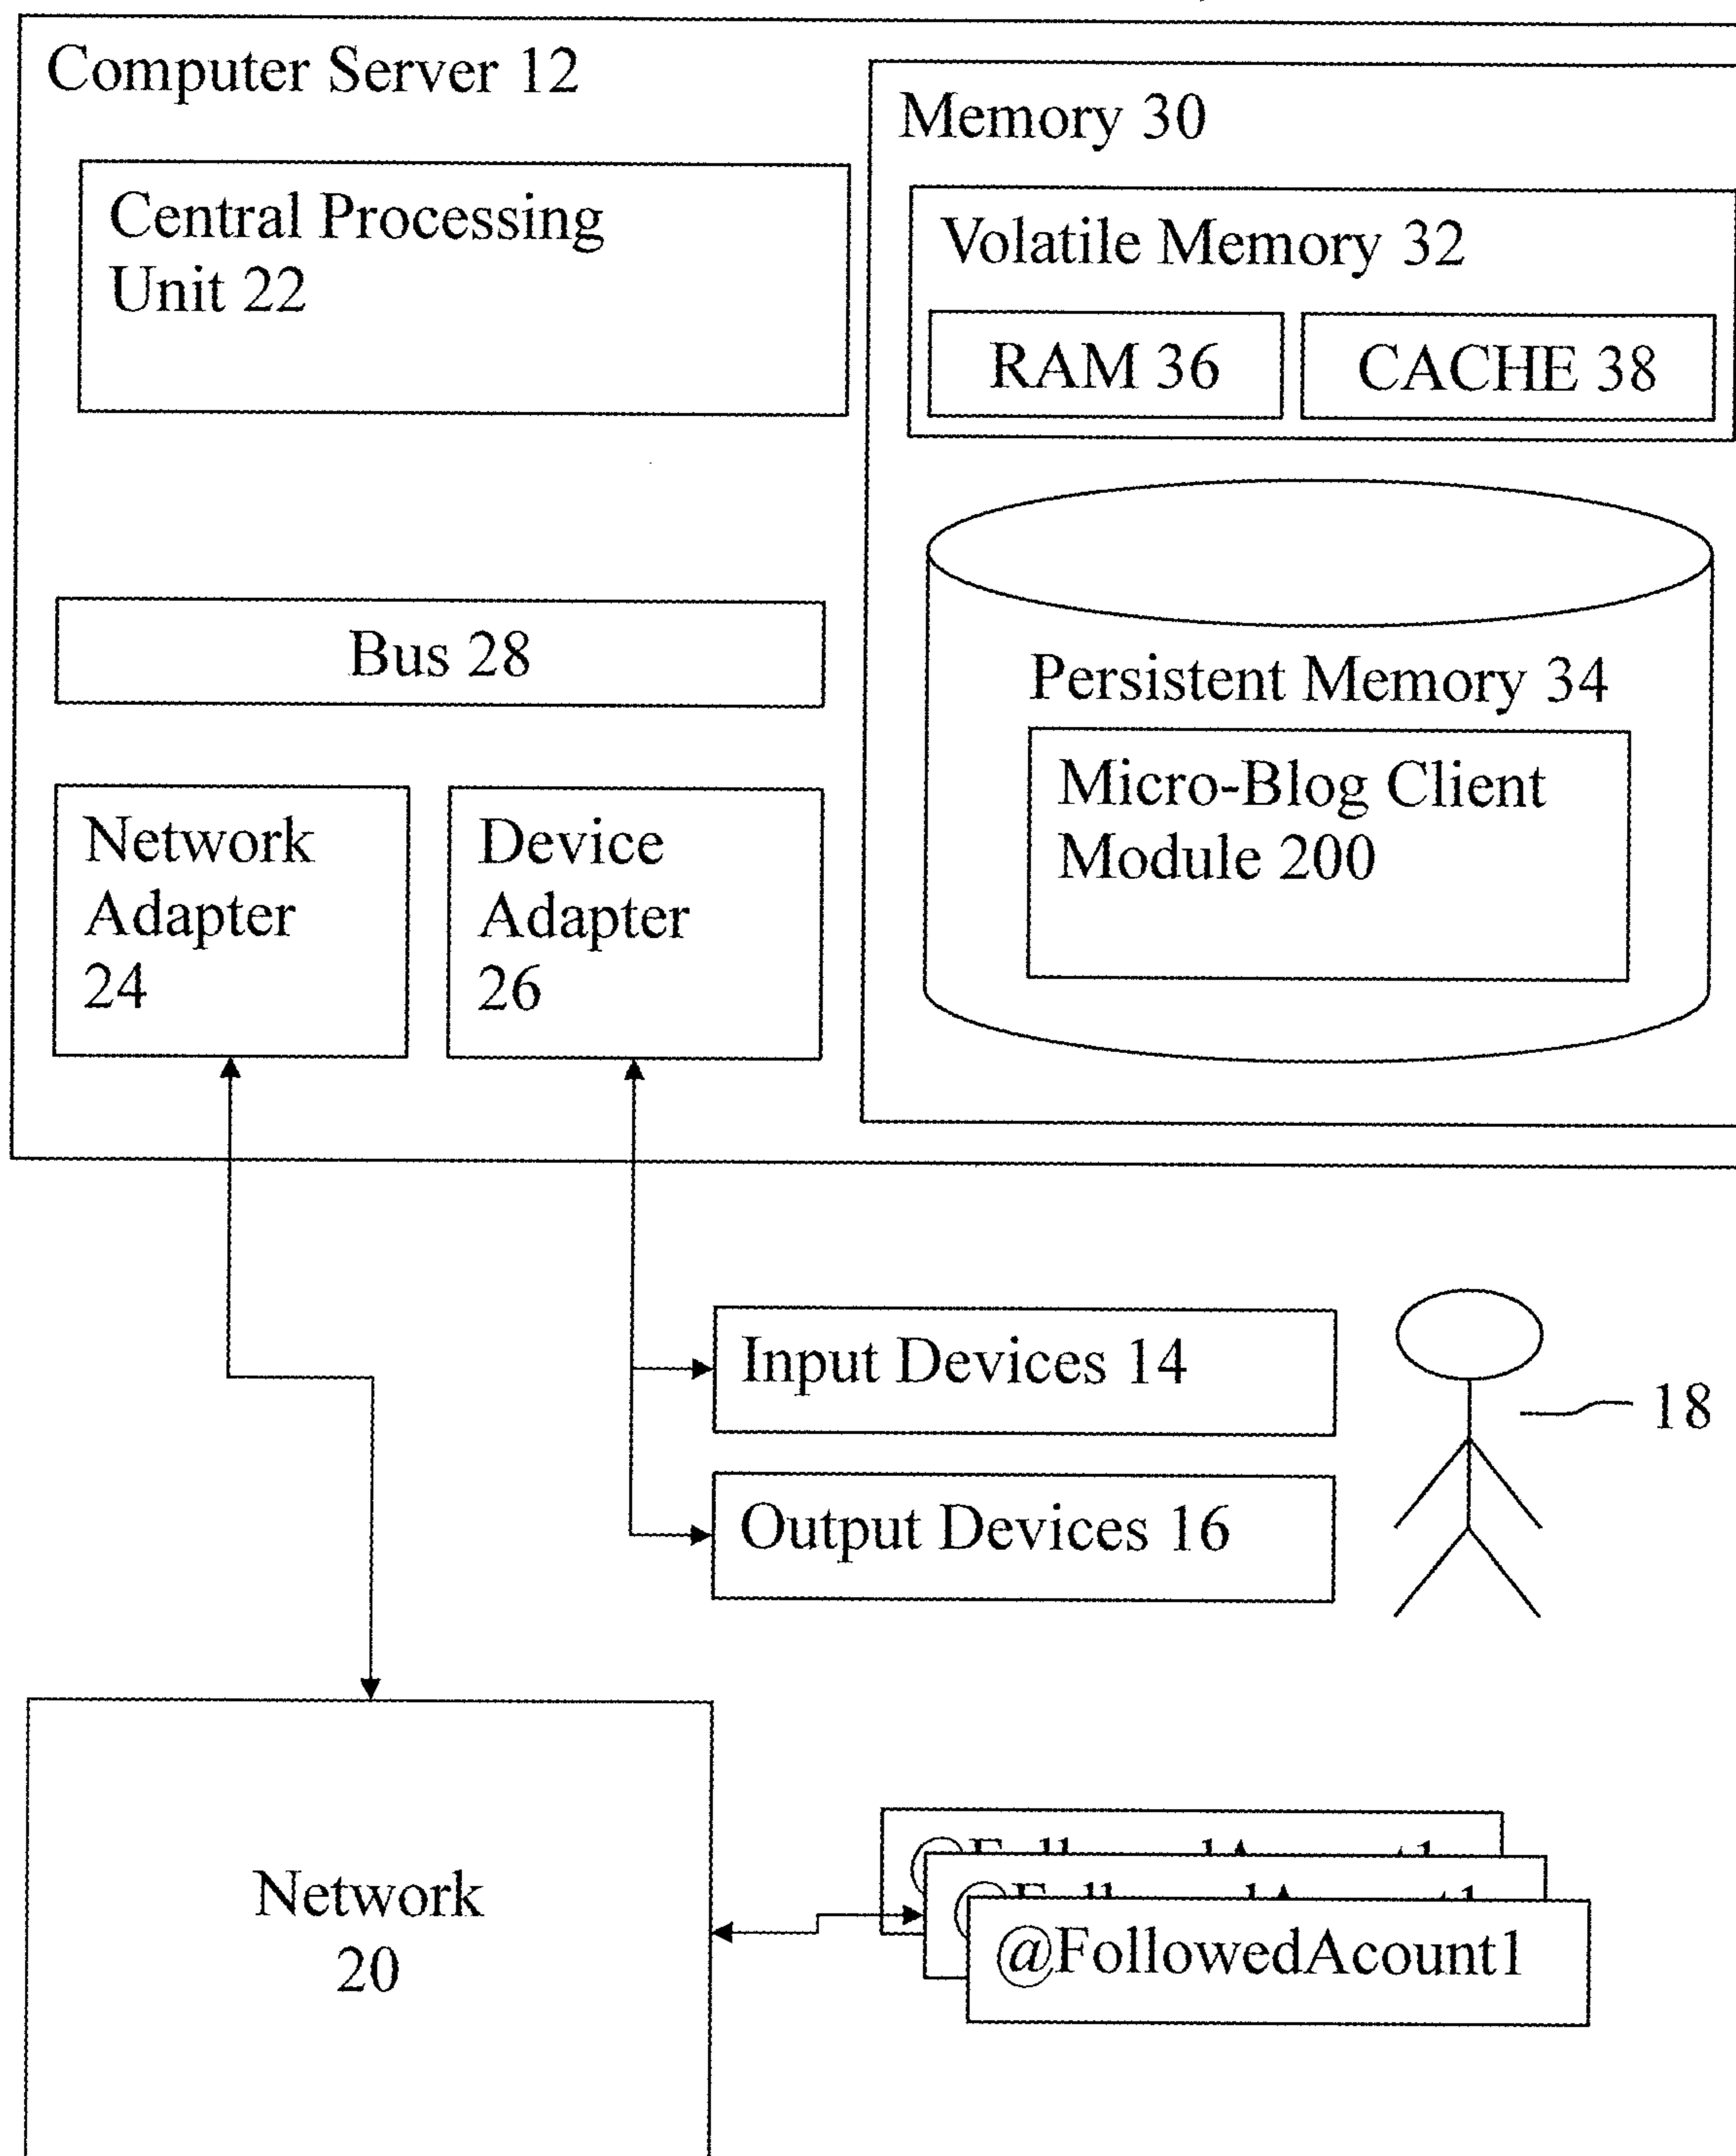 Computer Server 12
Central Processing
Unit 22
Memory 30
Volatile Memory 32
RAM 36
CACHE 38
Bus 28
Persistent Memory 34
Micro-Blog Client
Module 200
Network
Adapter
24
Device
Adapter
26
Input Devices 14
18
Output Devices 16
Network
20
@FollowedAcount1